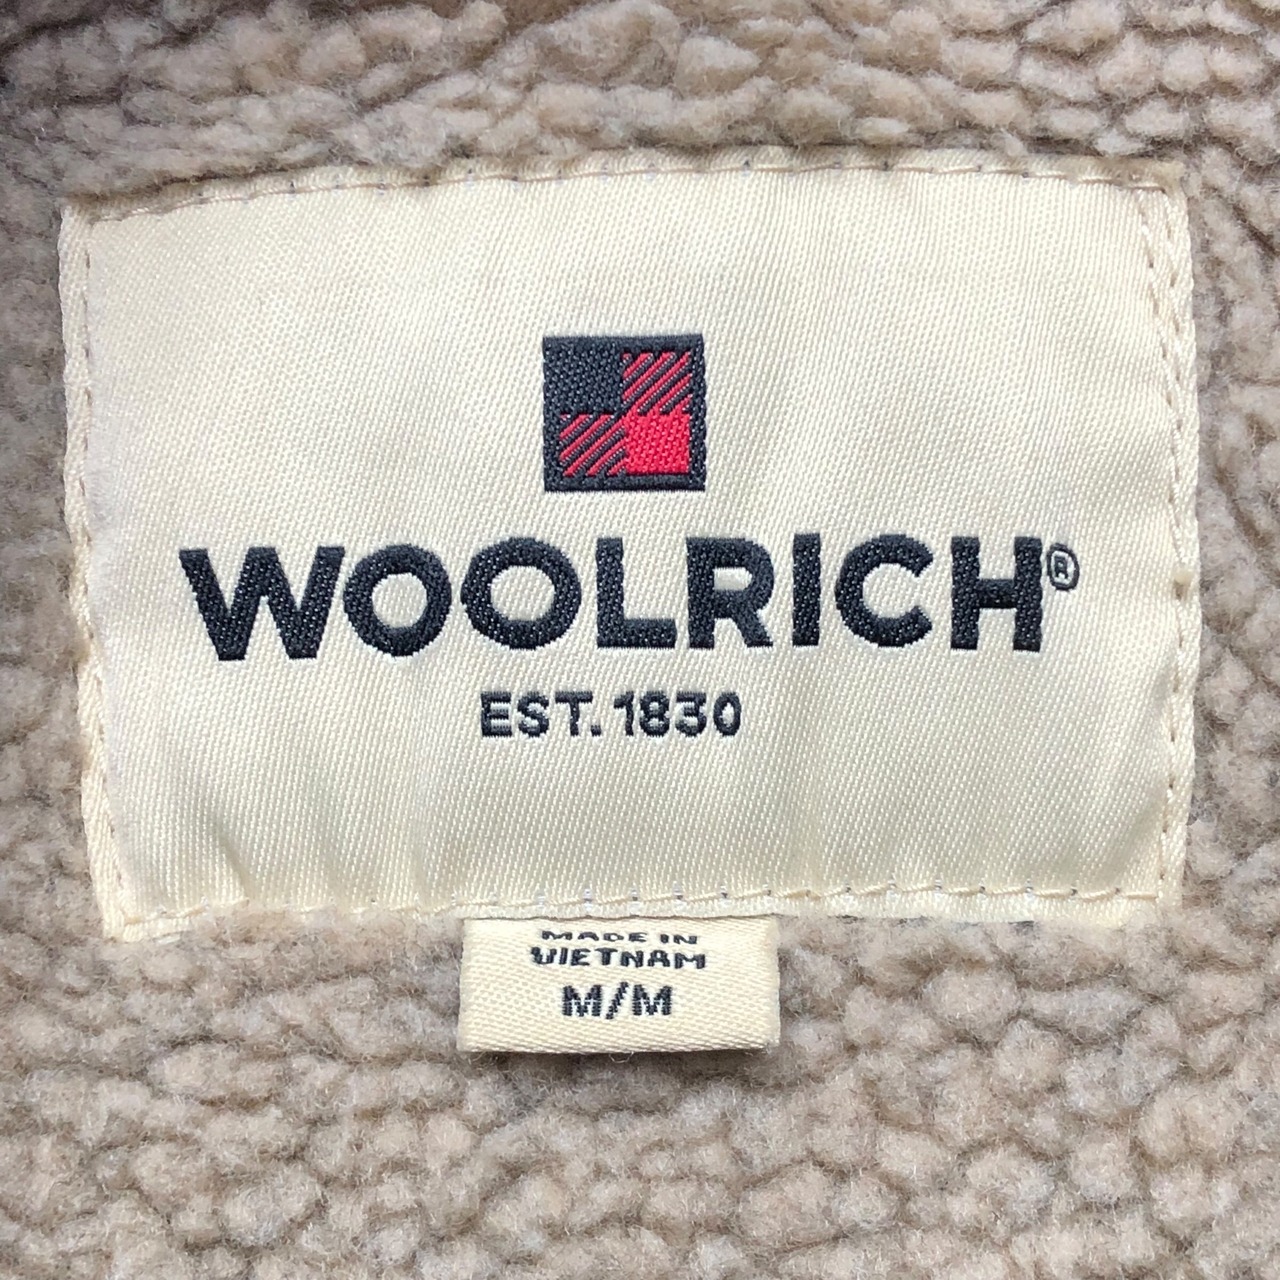 WOOLRICH®
EST. 1830
MADE IN
VIETNAM
M/M